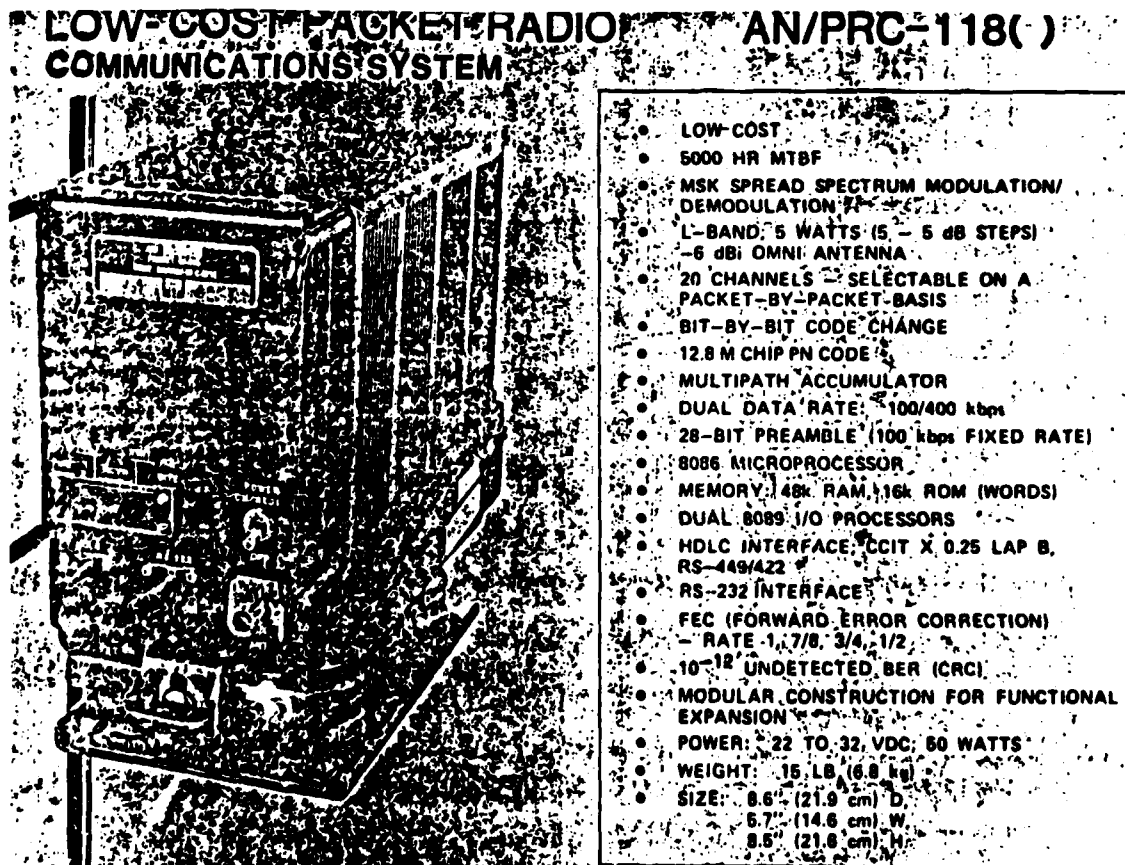 LOW-COST PACKET RADIO AN/PRC-118( )
COMMUNICATIONS SYSTEM
• LOW-COST
• 5000 HR MTBF
• MSK SPREAD SPECTRUM MODULATION/
DEMODULATION
• L-BAND, 5 WATTS (5 - 5 dB STEPS)
-6 dBi OMNI ANTENNA
• 20 CHANNELS - SELECTABLE ON A
PACKET-BY-PACKET BASIS
• BIT-BY-BIT CODE CHANGE
• 12.8 M CHIP PN CODE
• MULTIPATH ACCUMULATOR
• DUAL DATA RATE: 100/400 kbps
• 28-BIT PREAMBLE (100 kbps FIXED RATE)
• 8086 MICROPROCESSOR
• MEMORY: 48k RAM, 16k ROM (WORDS)
• DUAL 8089 I/O PROCESSORS
• HDLC INTERFACE, CCIT X 0.25 LAP B,
RS-449/422
• RS-232 INTERFACE
• FEC (FORWARD ERROR CORRECTION)
- RATE 1, 7/8, 3/4, 1/2
• 10-12 UNDETECTED BER (CRC)
• MODULAR CONSTRUCTION FOR FUNCTIONAL
EXPANSION
• POWER: 22 TO 32 VDC; 60 WATTS
• WEIGHT: 15 LB (6.8 kg)
• SIZE: 8.6" (21.9 cm) D
5.7" (14.6 cm) W
8.5" (21.6 cm) H